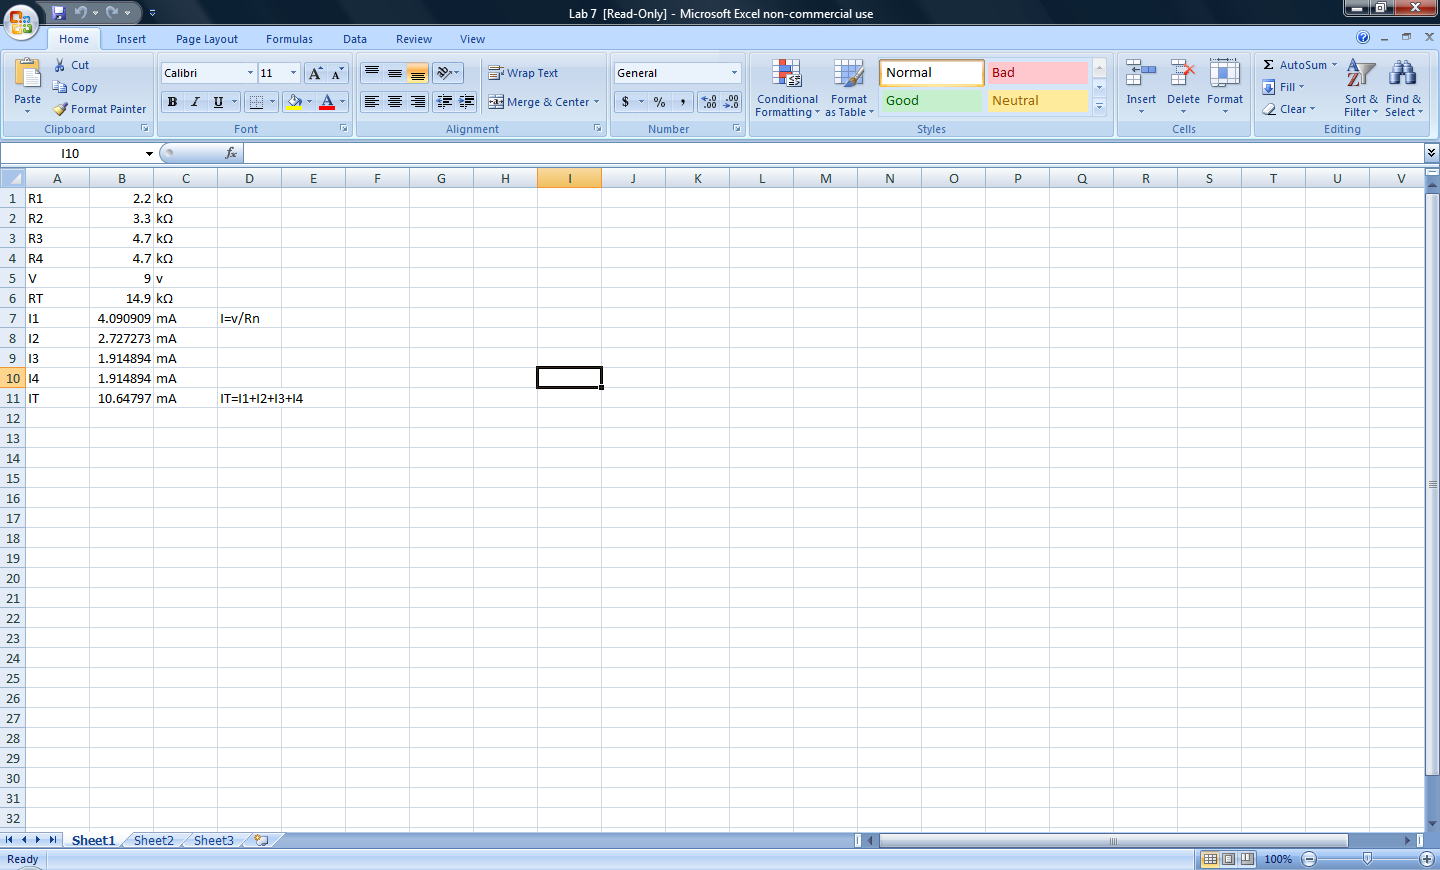 Lab 7 [Read-Only] - Microsoft Excel non-commercial use
Home Insert Page Layout Formulas Data Review View
Paste
Cut
Copy
Format Painter
Clipboard
Calibri 11
B I U
Font
Wrap Text
Merge & Center
Alignment
General
$ % ,
Number
Conditional Formatting
Format as Table
Normal Bad
Good Neutral
Styles
Insert Delete Format
Cells
Σ AutoSum
Fill
Clear
Sort & Filter
Find & Select
Editing
I10 fx
A B C D E F G H I J K L M N O P Q R S T U V
1 R1 2.2 kΩ
2 R2 3.3 kΩ
3 R3 4.7 kΩ
4 R4 4.7 kΩ
5 V 9 v
6 RT 14.9 kΩ
7 I1 4.090909 mA I=v/Rn
8 I2 2.727273 mA
9 I3 1.914894 mA
10 I4 1.914894 mA
11 IT 10.64797 mA IT=I1+I2+I3+I4
12
13
14
15
16
17
18
19
20
21
22
23
24
25
26
27
28
29
30
31
32
Sheet1 Sheet2 Sheet3
Ready 100%